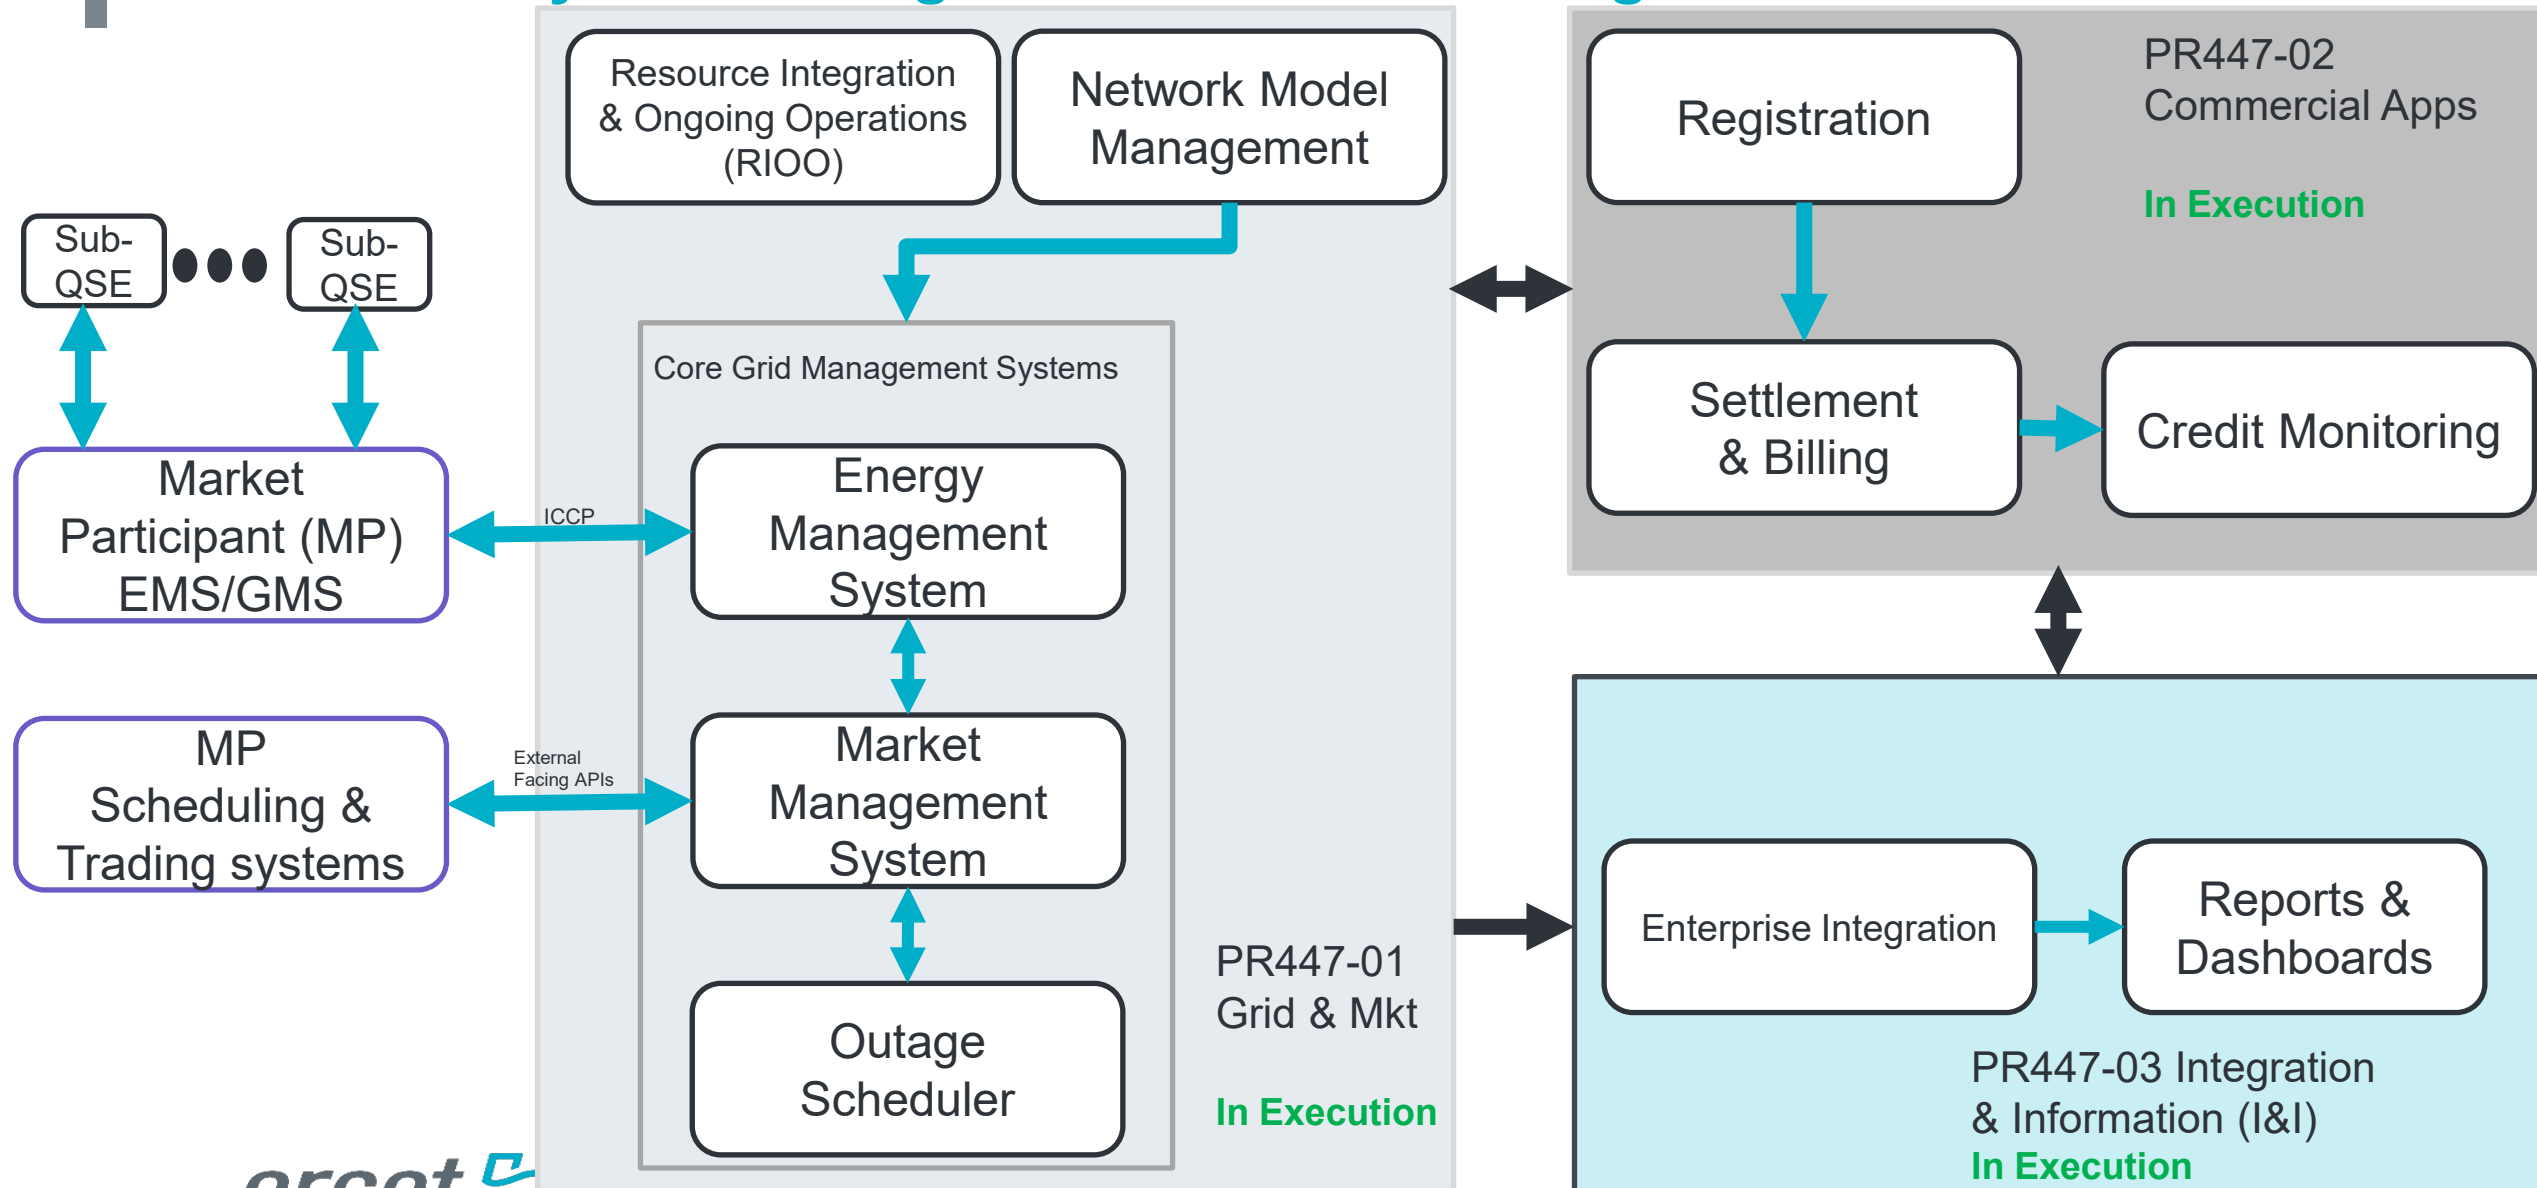 Resource Integration
& Ongoing Operations
(RIOO)
Network Model
Management
Registration
PR447-02
Commercial Apps
In Execution
Sub-
QSE
Sub-
QSE
Core Grid Management Systems
Settlement
& Billing
Credit Monitoring
Market
Participant (MP)
EMS/GMS
ICCP
Energy
Management
System
MP
Scheduling &
Trading systems
External
Facing APIs
Market
Management
System
Enterprise Integration
Reports &
Dashboards
PR447-01
Grid & Mkt
In Execution
Outage
Scheduler
PR447-03 Integration
& Information (I&I)
In Execution
ercot